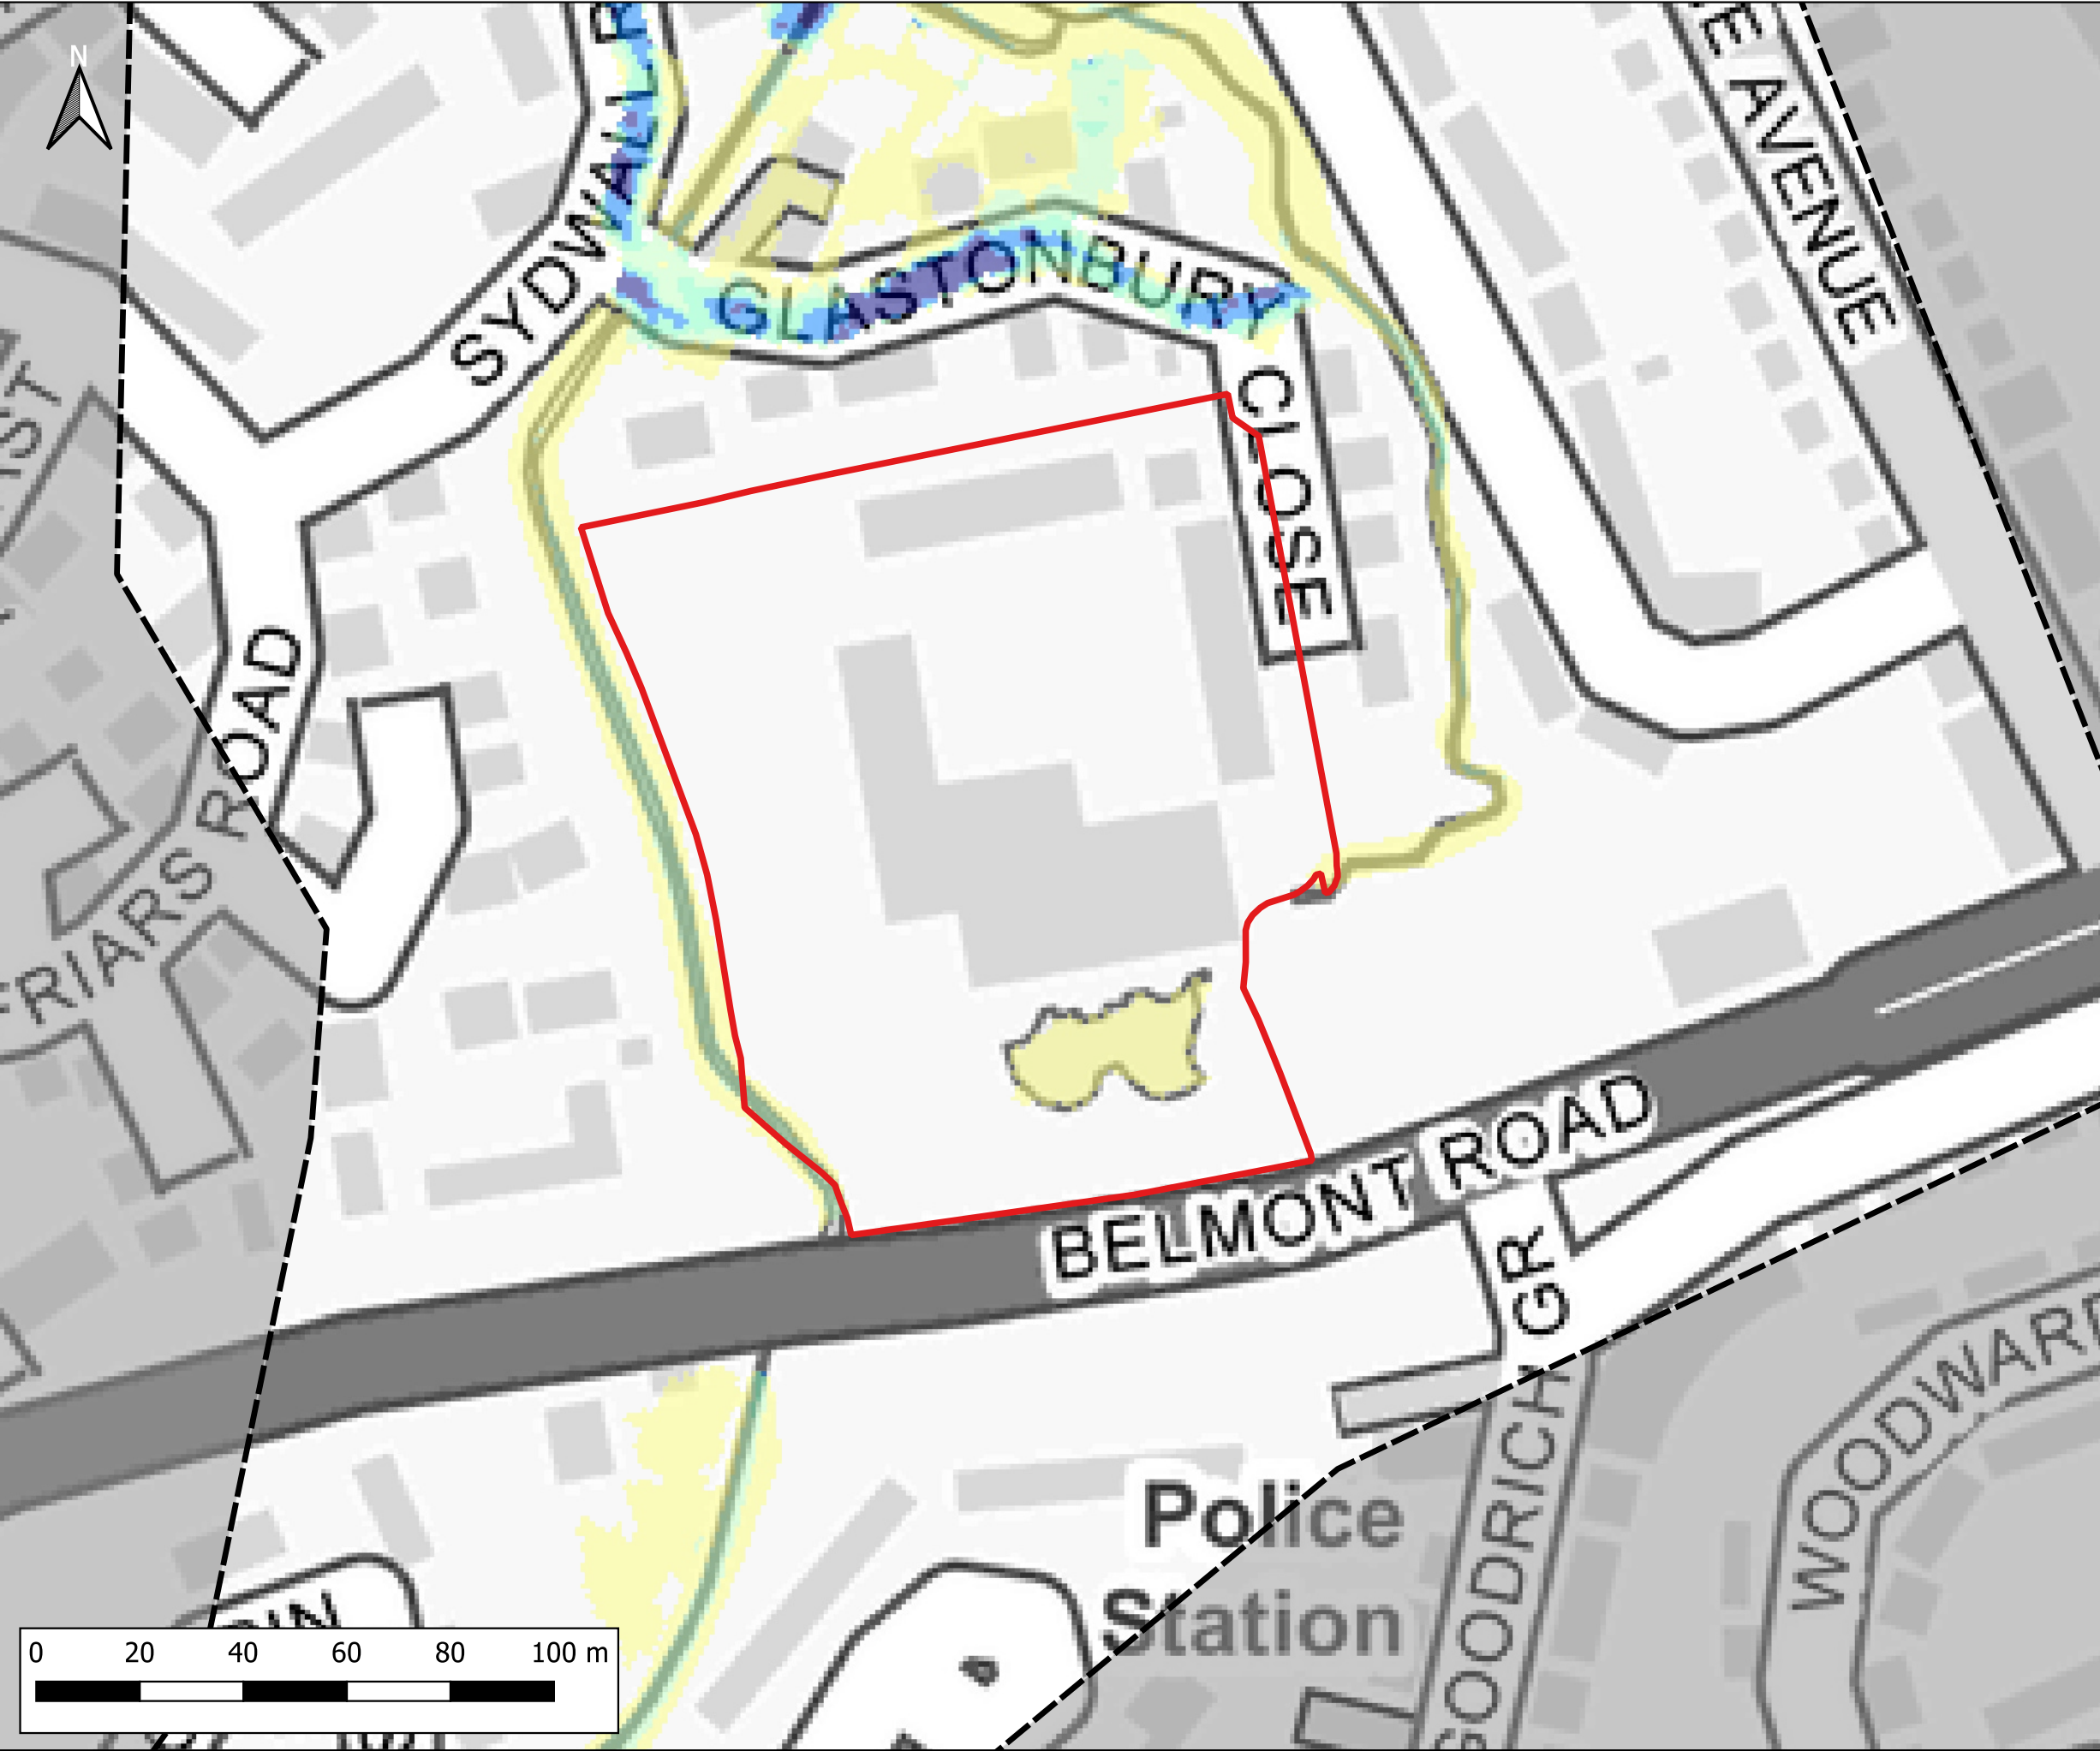 N
SYDWALL R
GLASTONBURY
CLOSE
AVENUE
ROAD
FRIARS
BELMONT ROAD
GR
GOODRICH
WOODWARD
Police
Station
0 20 40 60 80 100 m